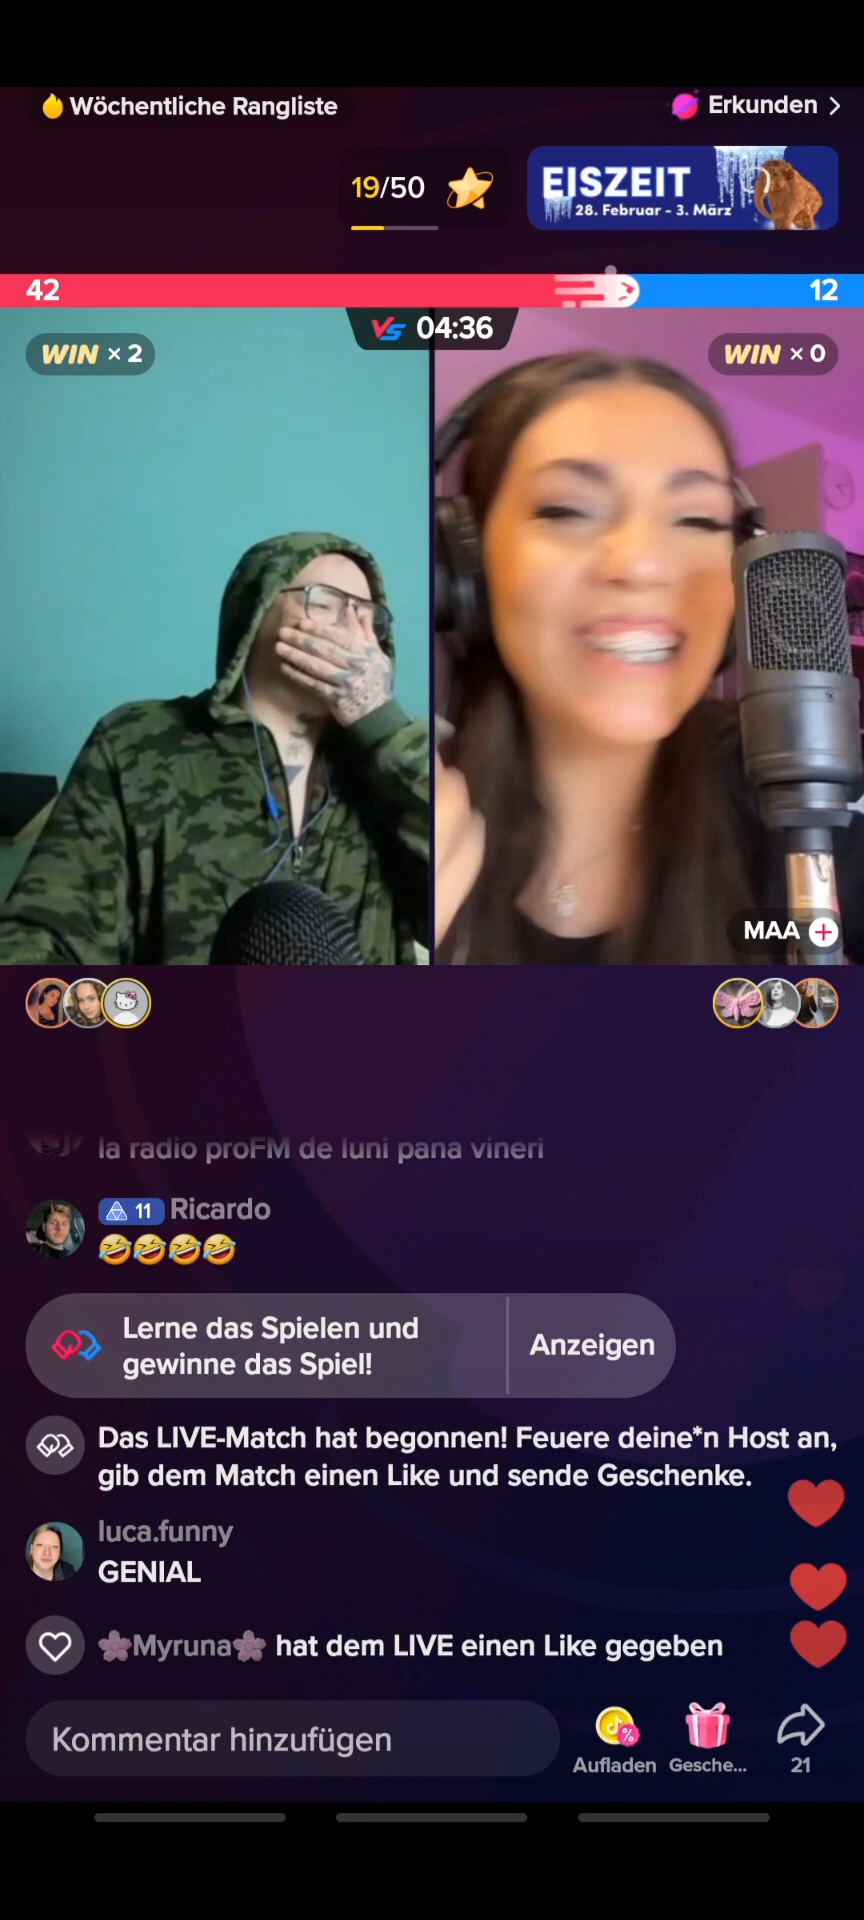 Wöchentliche Rangliste
Erkunden
19/50
EISZEIT
28. Februar - 3. März
42
12
VS 04:36
WIN × 2
WIN × 0
MAA
la radio proFM de luni pana vineri
11 Ricardo
Lerne das Spielen und
gewinne das Spiel!
Anzeigen
Das LIVE-Match hat begonnen! Feuere deine*n Host an,
gib dem Match einen Like und sende Geschenke.
luca.funny
GENIAL
🌸Myruna🌸 hat dem LIVE einen Like gegeben
Kommentar hinzufügen
Aufladen
Gesche...
21